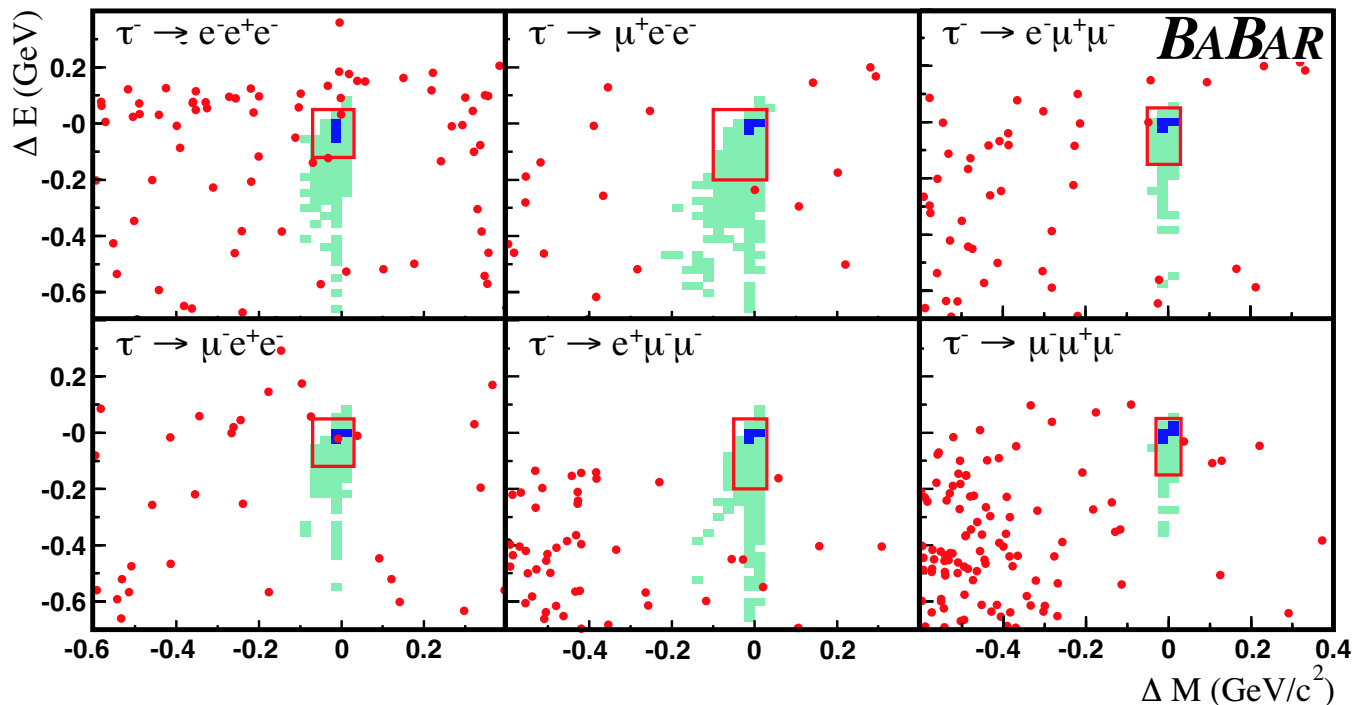 τ⁻ → e⁻e⁺e⁻
τ⁻ → μ⁺e⁻e⁻
τ⁻ → e⁻μ⁺μ⁻
BABAR
Δ E (GeV)
0.2
-0
-0.2
-0.4
-0.6
τ⁻ → μ⁻e⁺e⁻
τ⁻ → e⁺μ⁻μ⁻
τ⁻ → μ⁻μ⁺μ⁻
0.2
-0
-0.2
-0.4
-0.6
-0.6 -0.4 -0.2 0 0.2 -0.4 -0.2 0 0.2 -0.4 -0.2 0 0.2 0.4
Δ M (GeV/c²)